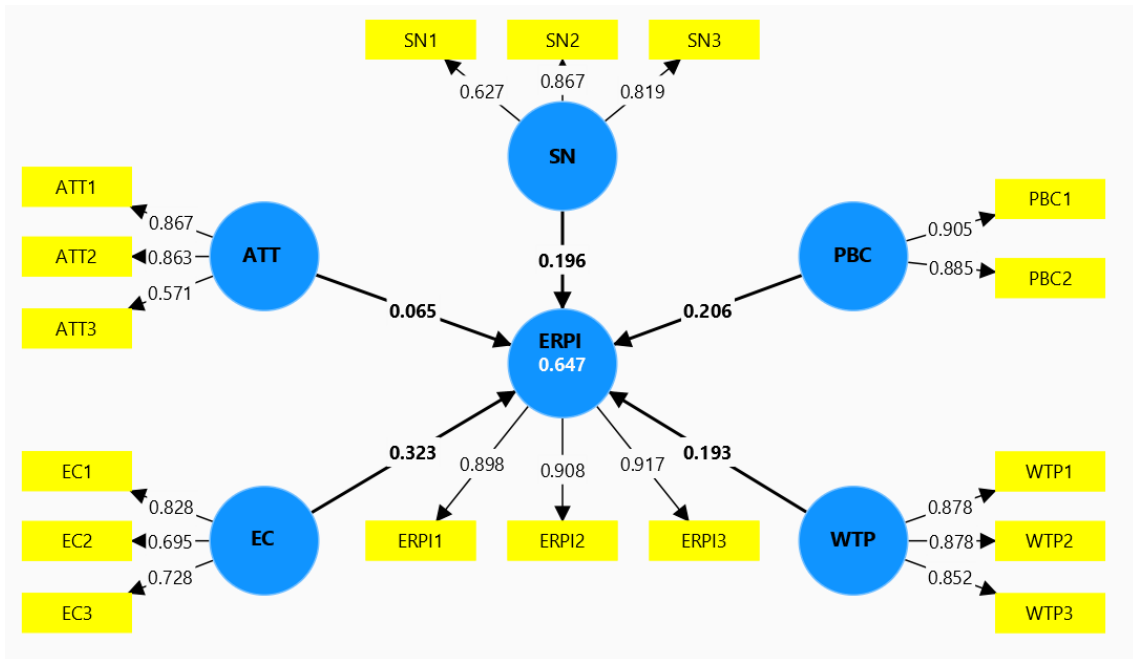 SN1
SN2
SN3
0.627
0.867
0.819
SN
ATT1
ATT2
ATT3
0.867
0.863
0.571
ATT
PBC
0.905
0.885
PBC1
PBC2
0.196
0.065
0.206
ERPI
0.647
0.323
0.193
0.898
0.908
0.917
ERPI1
ERPI2
ERPI3
EC1
EC2
EC3
0.828
0.695
0.728
EC
WTP
0.878
0.878
0.852
WTP1
WTP2
WTP3